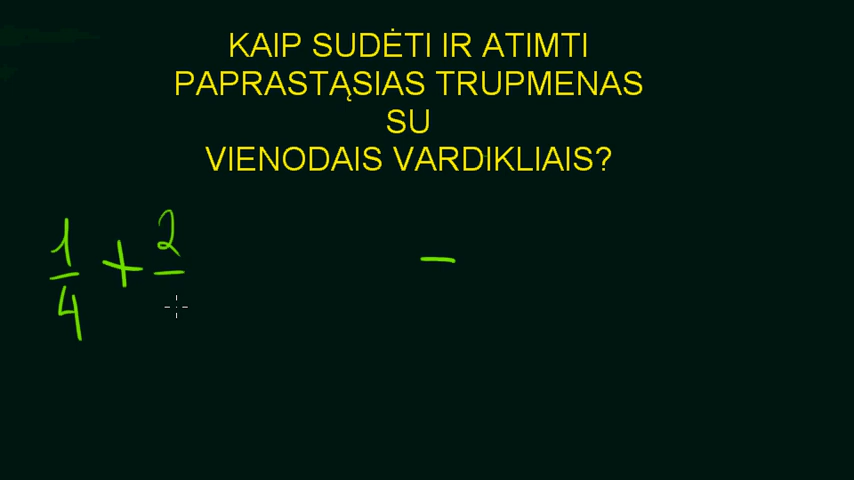 KAIP SUDĖTI IR ATIMTI
PAPRASTĄSIAS TRUPMENAS
SU
VIENODAIS VARDIKLIAIS?
1/4 + 2/ –